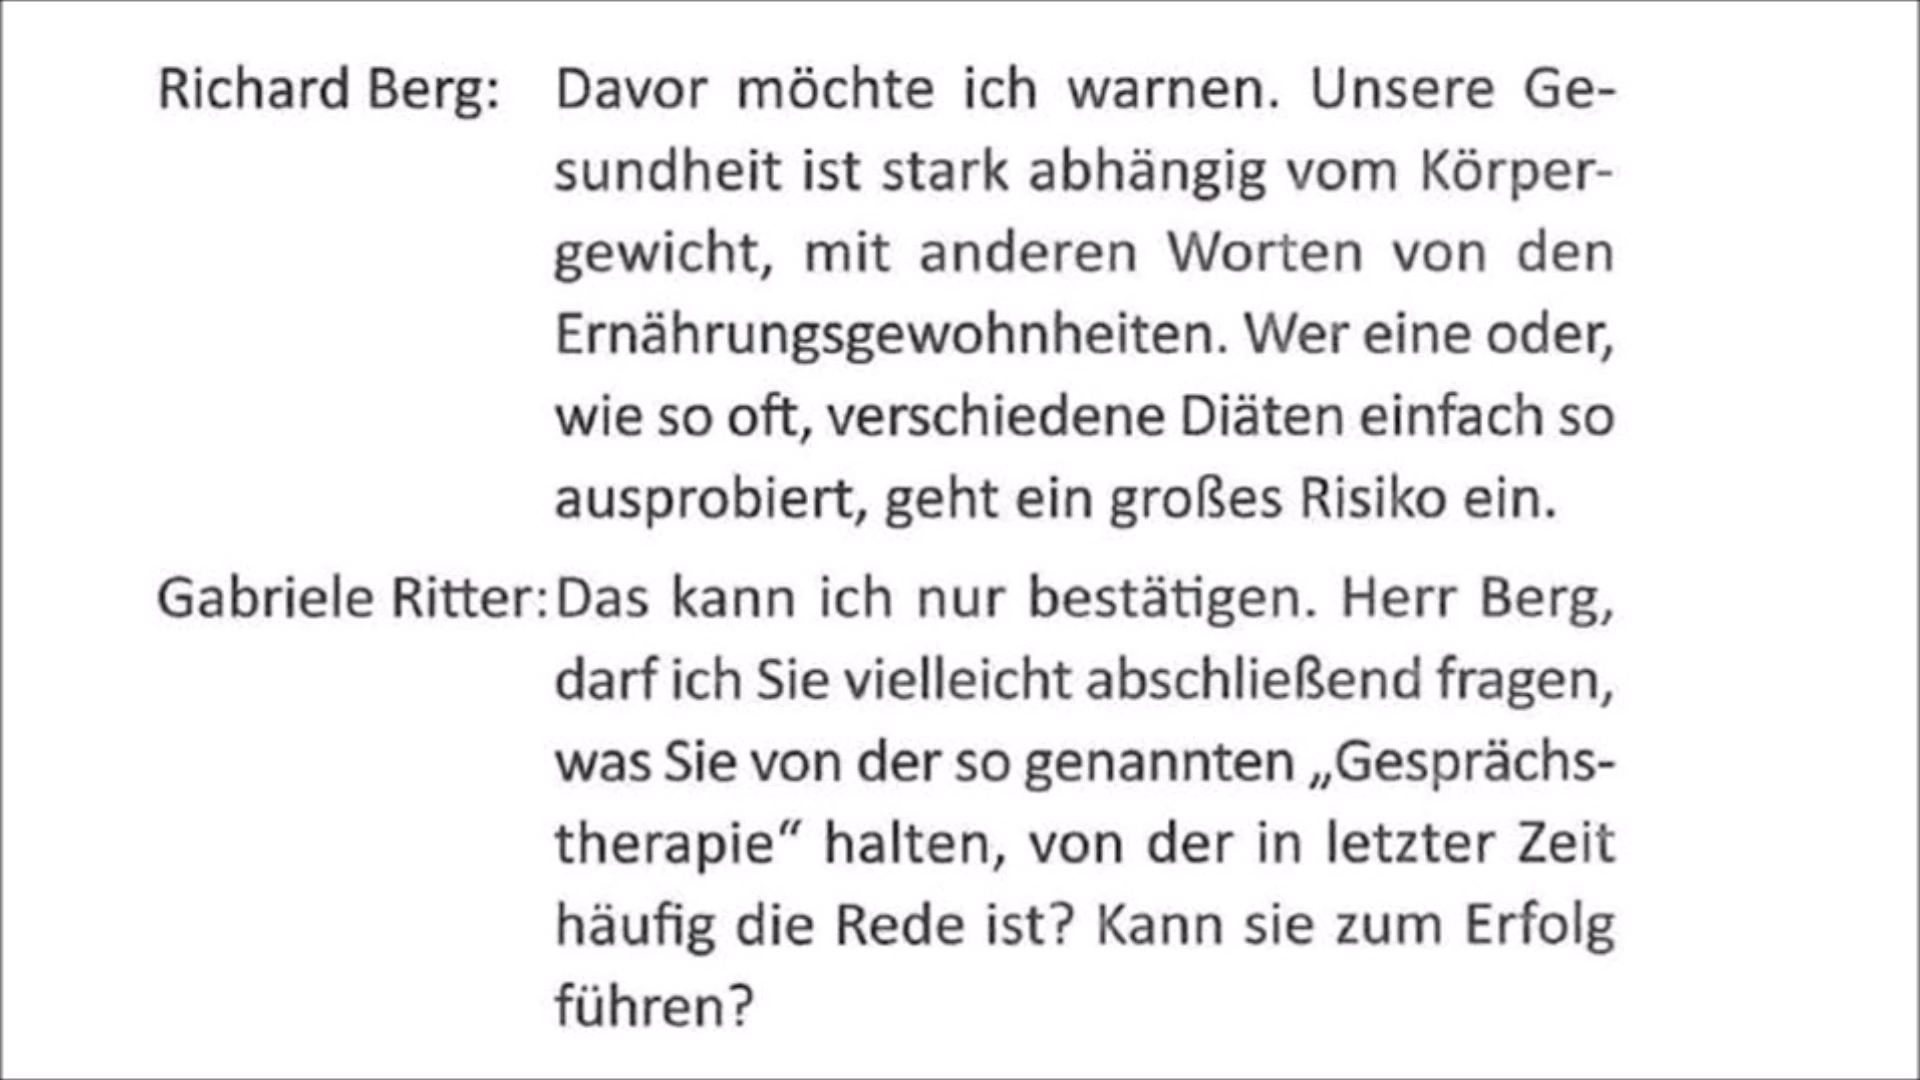 Richard Berg: Davor möchte ich warnen. Unsere Ge-
sundheit ist stark abhängig vom Körper-
gewicht, mit anderen Worten von den
Ernährungsgewohnheiten. Wer eine oder,
wie so oft, verschiedene Diäten einfach so
ausprobiert, geht ein großes Risiko ein.
Gabriele Ritter: Das kann ich nur bestätigen. Herr Berg,
darf ich Sie vielleicht abschließend fragen,
was Sie von der so genannten „Gesprächs-
therapie“ halten, von der in letzter Zeit
häufig die Rede ist? Kann sie zum Erfolg
führen?